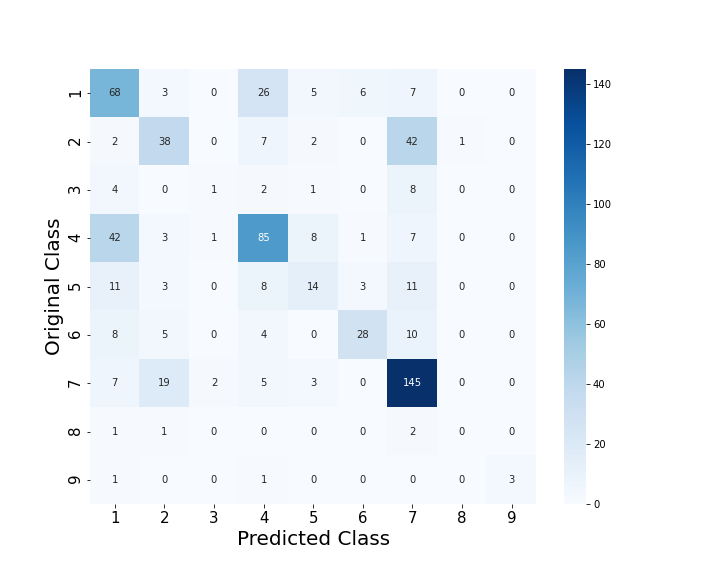 1 68 3 0 26 5 6 7 0 0
2 2 38 0 7 2 0 42 1 0
3 4 0 1 2 1 0 8 0 0
4 42 3 1 85 8 1 7 0 0
5 11 3 0 8 14 3 11 0 0
6 8 5 0 4 0 28 10 0 0
7 7 19 2 5 3 0 145 0 0
8 1 1 0 0 0 0 2 0 0
9 1 0 0 1 0 0 0 0 3
1 2 3 4 5 6 7 8 9
Predicted Class
Original Class
140
120
100
80
60
40
20
0